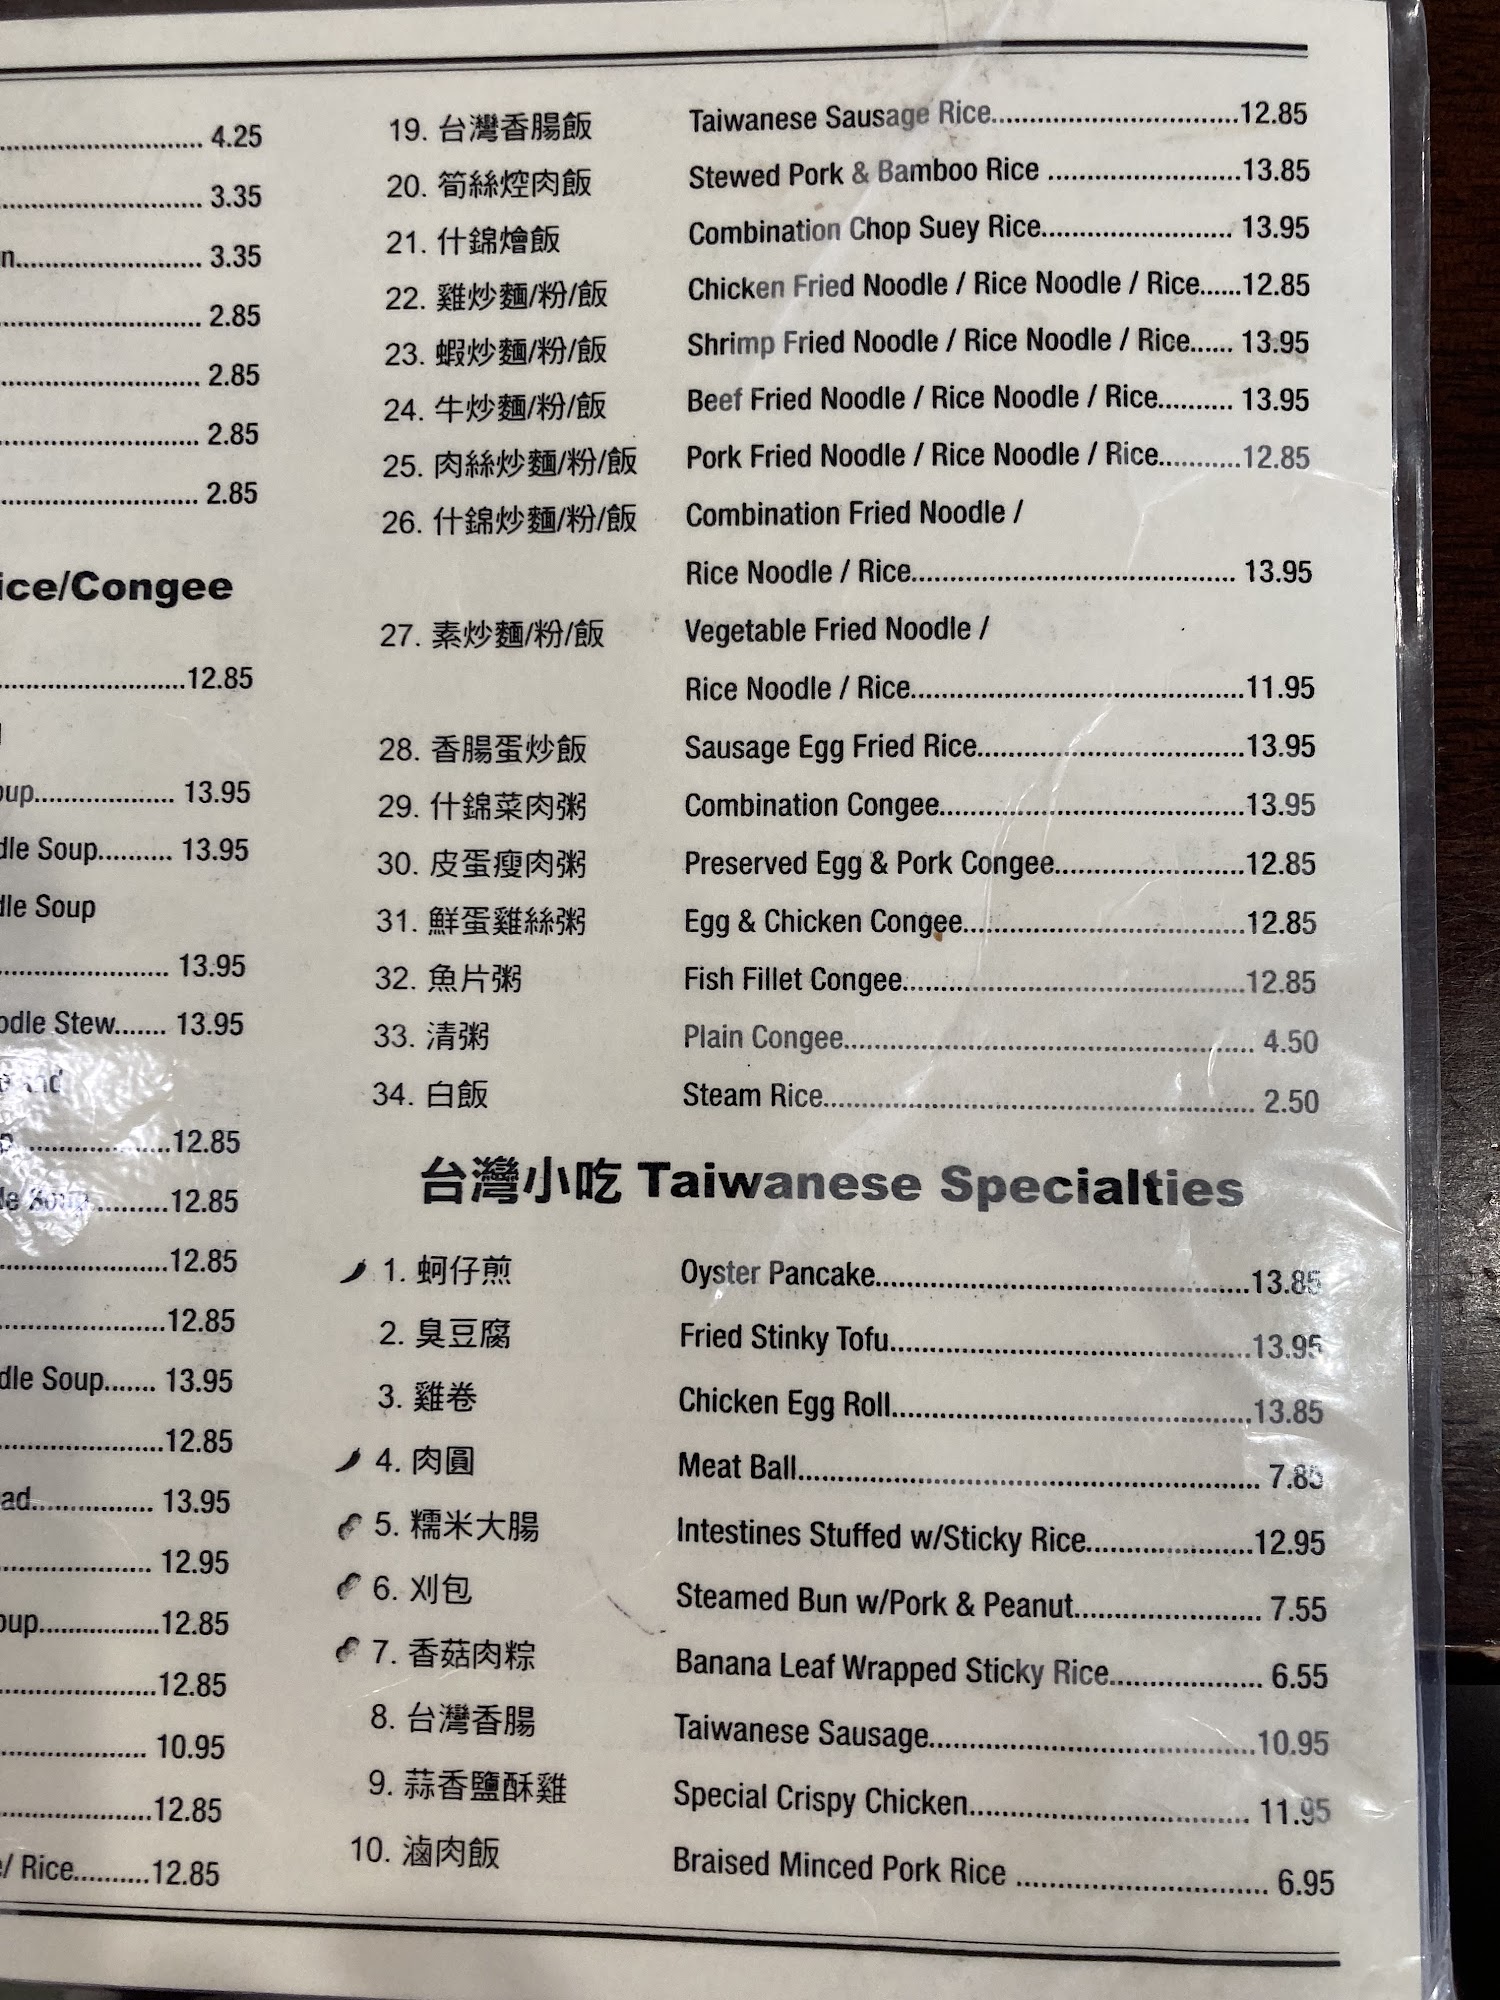 4.25
3.35
n 3.35
2.85
2.85
2.85
2.85
ice/Congee
12.85
oup 13.95
dle Soup 13.95
dle Soup
13.95
odle Stew 13.95
and
12.85
le Soup 12.85
12.85
12.85
dle Soup 13.95
12.85
ad 13.95
12.95
oup 12.85
12.85
10.95
12.85
/ Rice 12.85
19. 台灣香腸飯 Taiwanese Sausage Rice 12.85
20. 筍絲焢肉飯 Stewed Pork & Bamboo Rice 13.85
21. 什錦燴飯 Combination Chop Suey Rice 13.95
22. 雞炒麵/粉/飯 Chicken Fried Noodle / Rice Noodle / Rice 12.85
23. 蝦炒麵/粉/飯 Shrimp Fried Noodle / Rice Noodle / Rice 13.95
24. 牛炒麵/粉/飯 Beef Fried Noodle / Rice Noodle / Rice 13.95
25. 肉絲炒麵/粉/飯 Pork Fried Noodle / Rice Noodle / Rice 12.85
26. 什錦炒麵/粉/飯 Combination Fried Noodle /
Rice Noodle / Rice 13.95
27. 素炒麵/粉/飯 Vegetable Fried Noodle /
Rice Noodle / Rice 11.95
28. 香腸蛋炒飯 Sausage Egg Fried Rice 13.95
29. 什錦菜肉粥 Combination Congee 13.95
30. 皮蛋瘦肉粥 Preserved Egg & Pork Congee 12.85
31. 鮮蛋雞絲粥 Egg & Chicken Congee 12.85
32. 魚片粥 Fish Fillet Congee 12.85
33. 清粥 Plain Congee 4.50
34. 白飯 Steam Rice 2.50
台灣小吃 Taiwanese Specialties
1. 蚵仔煎 Oyster Pancake 13.85
2. 臭豆腐 Fried Stinky Tofu 13.95
3. 雞卷 Chicken Egg Roll 13.85
4. 肉圓 Meat Ball 7.85
5. 糯米大腸 Intestines Stuffed w/Sticky Rice 12.95
6. 刈包 Steamed Bun w/Pork & Peanut 7.55
7. 香菇肉粽 Banana Leaf Wrapped Sticky Rice 6.55
8. 台灣香腸 Taiwanese Sausage 10.95
9. 蒜香鹽酥雞 Special Crispy Chicken 11.95
10. 滷肉飯 Braised Minced Pork Rice 6.95